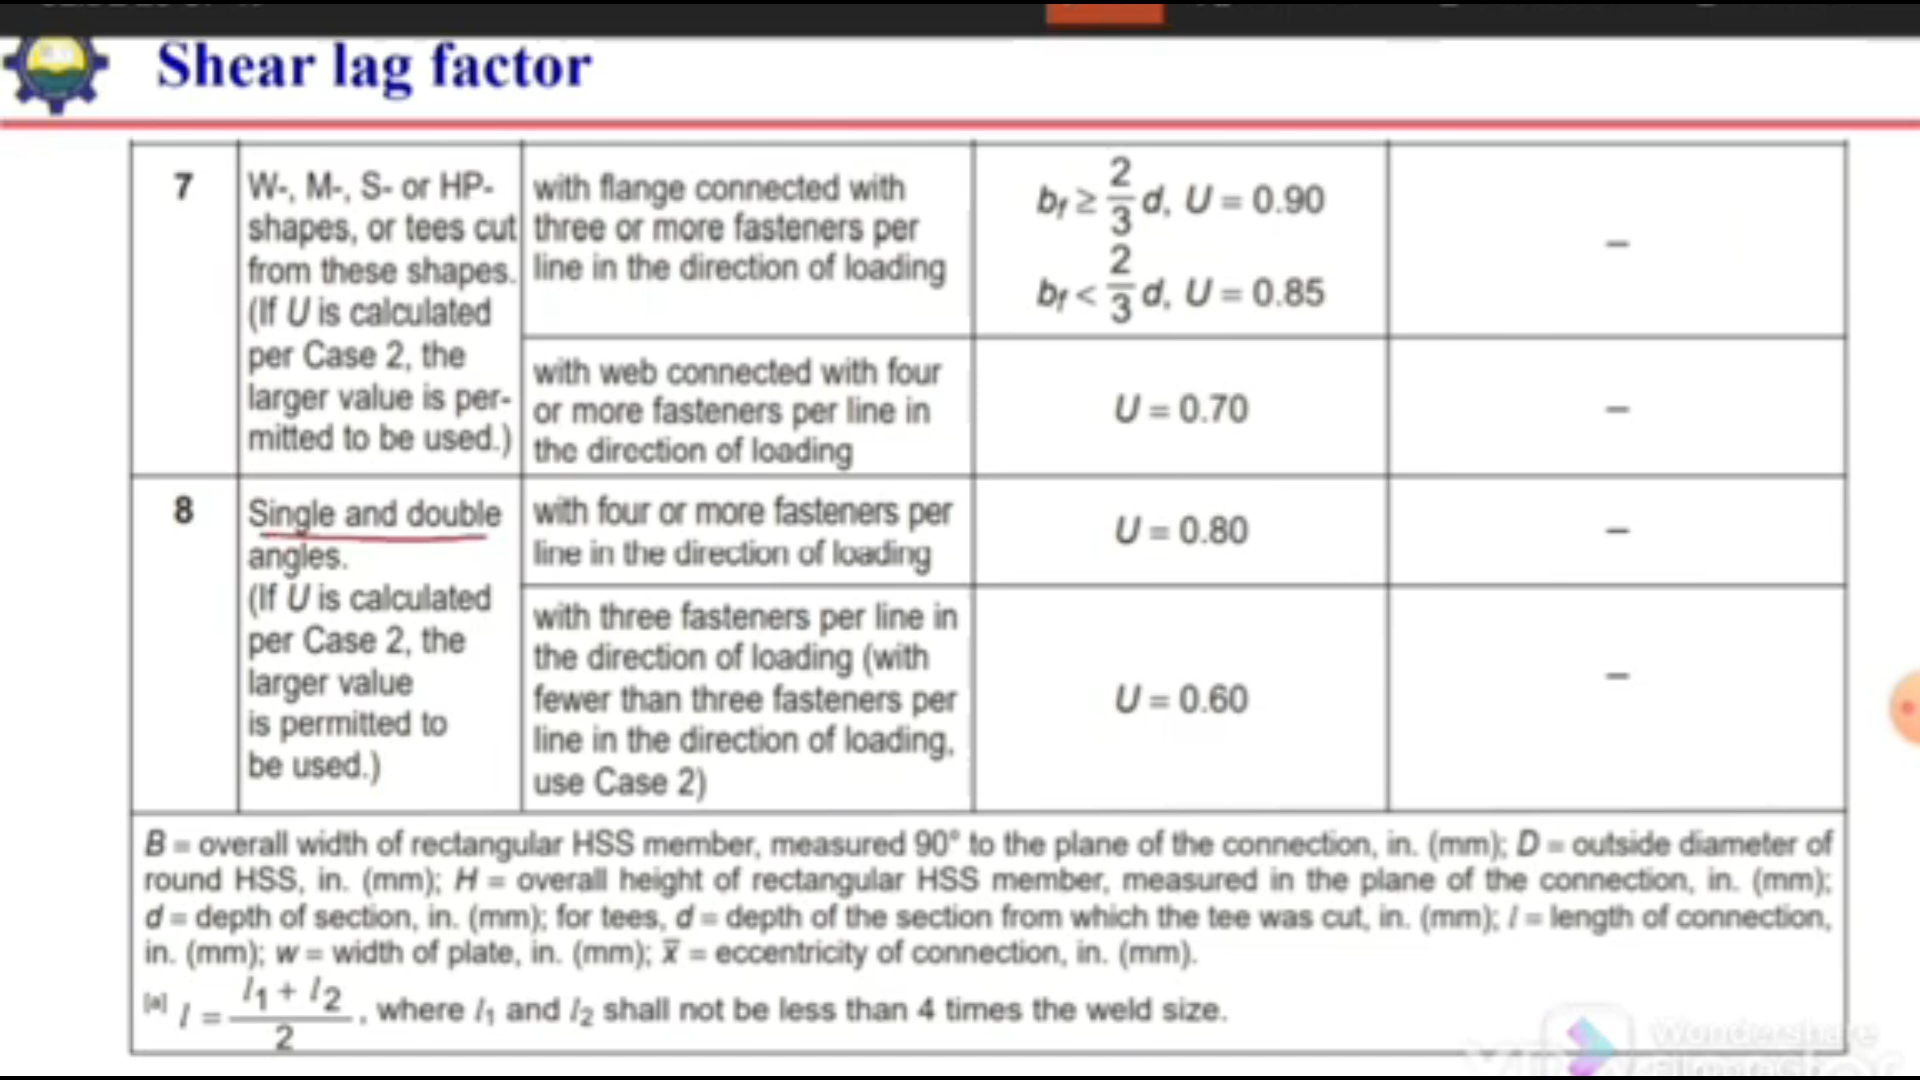 Shear lag factor
7
W-, M-, S- or HP-
shapes, or tees cut
from these shapes.
(If U is calculated
per Case 2, the
larger value is per-
mitted to be used.)
with flange connected with
three or more fasteners per
line in the direction of loading
bf ≥ 2/3 d, U = 0.90
bf < 2/3 d, U = 0.85
–
with web connected with four
or more fasteners per line in
the direction of loading
U = 0.70
–
8
Single and double
angles.
(If U is calculated
per Case 2, the
larger value
is permitted to
be used.)
with four or more fasteners per
line in the direction of loading
U = 0.80
–
with three fasteners per line in
the direction of loading (with
fewer than three fasteners per
line in the direction of loading,
use Case 2)
U = 0.60
–
B = overall width of rectangular HSS member, measured 90° to the plane of the connection, in. (mm); D = outside diameter of
round HSS, in. (mm); H = overall height of rectangular HSS member, measured in the plane of the connection, in. (mm);
d = depth of section, in. (mm); for tees, d = depth of the section from which the tee was cut, in. (mm); l = length of connection,
in. (mm); w = width of plate, in. (mm); x̅ = eccentricity of connection, in. (mm).
[a] l = (l1 + l2)/2, where l1 and l2 shall not be less than 4 times the weld size.
Wondershare